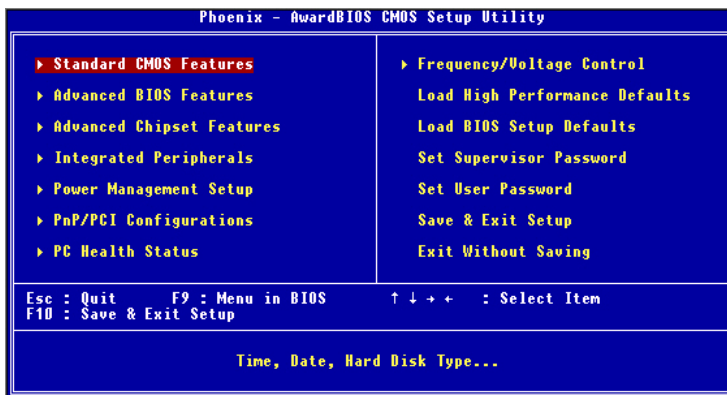 Phoenix - AwardBIOS CMOS Setup Utility
▸ Standard CMOS Features
▸ Advanced BIOS Features
▸ Advanced Chipset Features
▸ Integrated Peripherals
▸ Power Management Setup
▸ PnP/PCI Configurations
▸ PC Health Status
▸ Frequency/Voltage Control
Load High Performance Defaults
Load BIOS Setup Defaults
Set Supervisor Password
Set User Password
Save & Exit Setup
Exit Without Saving
Esc : Quit F9 : Menu in BIOS ↑ ↓ → ← : Select Item
F10 : Save & Exit Setup
Time, Date, Hard Disk Type...